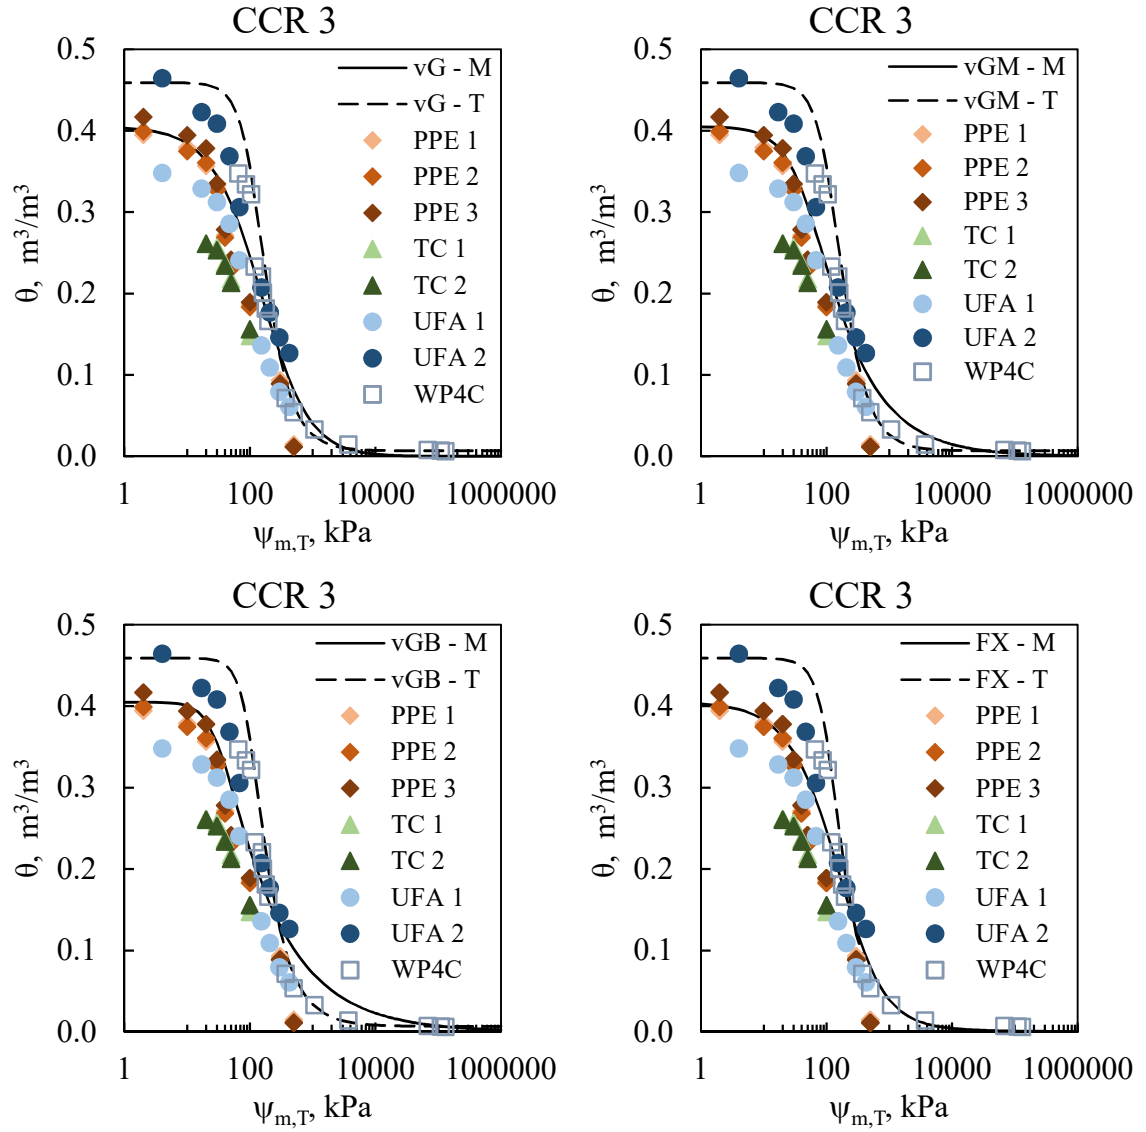 CCR 3
0.5
0.4
0.3
0.2
0.1
0.0
θ, m³/m³
1
100
10000
1000000
ψm,T, kPa
vG - M
vG - T
PPE 1
PPE 2
PPE 3
TC 1
TC 2
UFA 1
UFA 2
WP4C
CCR 3
0.5
0.4
0.3
0.2
0.1
0.0
θ, m³/m³
1
100
10000
1000000
ψm,T, kPa
vGM - M
vGM - T
PPE 1
PPE 2
PPE 3
TC 1
TC 2
UFA 1
UFA 2
WP4C
CCR 3
0.5
0.4
0.3
0.2
0.1
0.0
θ, m³/m³
1
100
10000
1000000
ψm,T, kPa
vGB - M
vGB - T
PPE 1
PPE 2
PPE 3
TC 1
TC 2
UFA 1
UFA 2
WP4C
CCR 3
0.5
0.4
0.3
0.2
0.1
0.0
θ, m³/m³
1
100
10000
1000000
ψm,T, kPa
FX - M
FX - T
PPE 1
PPE 2
PPE 3
TC 1
TC 2
UFA 1
UFA 2
WP4C